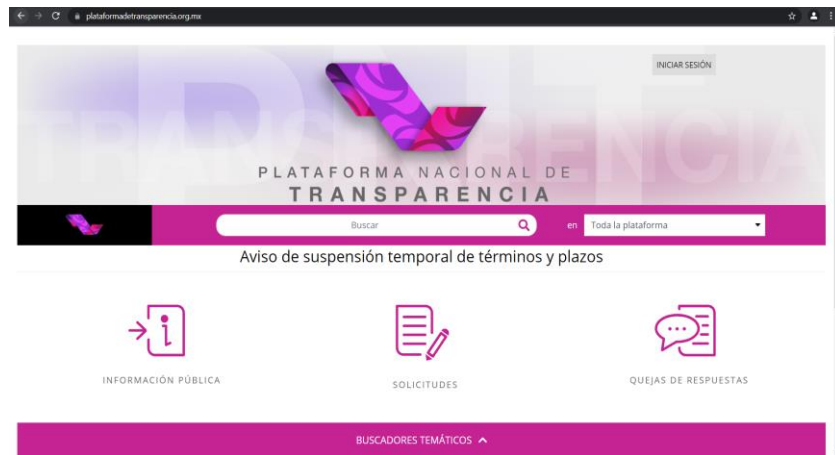 plataformadetransparencia.org.mx
INICIAR SESIÓN
PLATAFORMA NACIONAL DE
TRANSPARENCIA
Buscar
en
Toda la plataforma
Aviso de suspensión temporal de términos y plazos
INFORMACIÓN PÚBLICA
SOLICITUDES
QUEJAS DE RESPUESTAS
BUSCADORES TEMÁTICOS